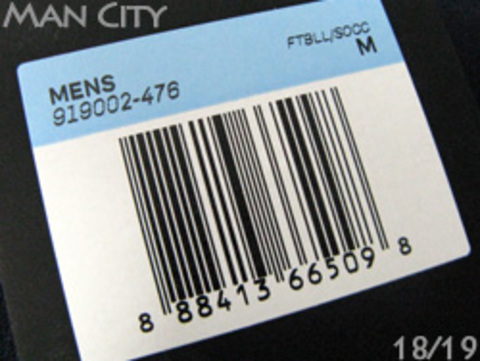 MAN CITY
FTBLL/SOCC
MENS
M
919002-476
8 88413 66509 8
18/19